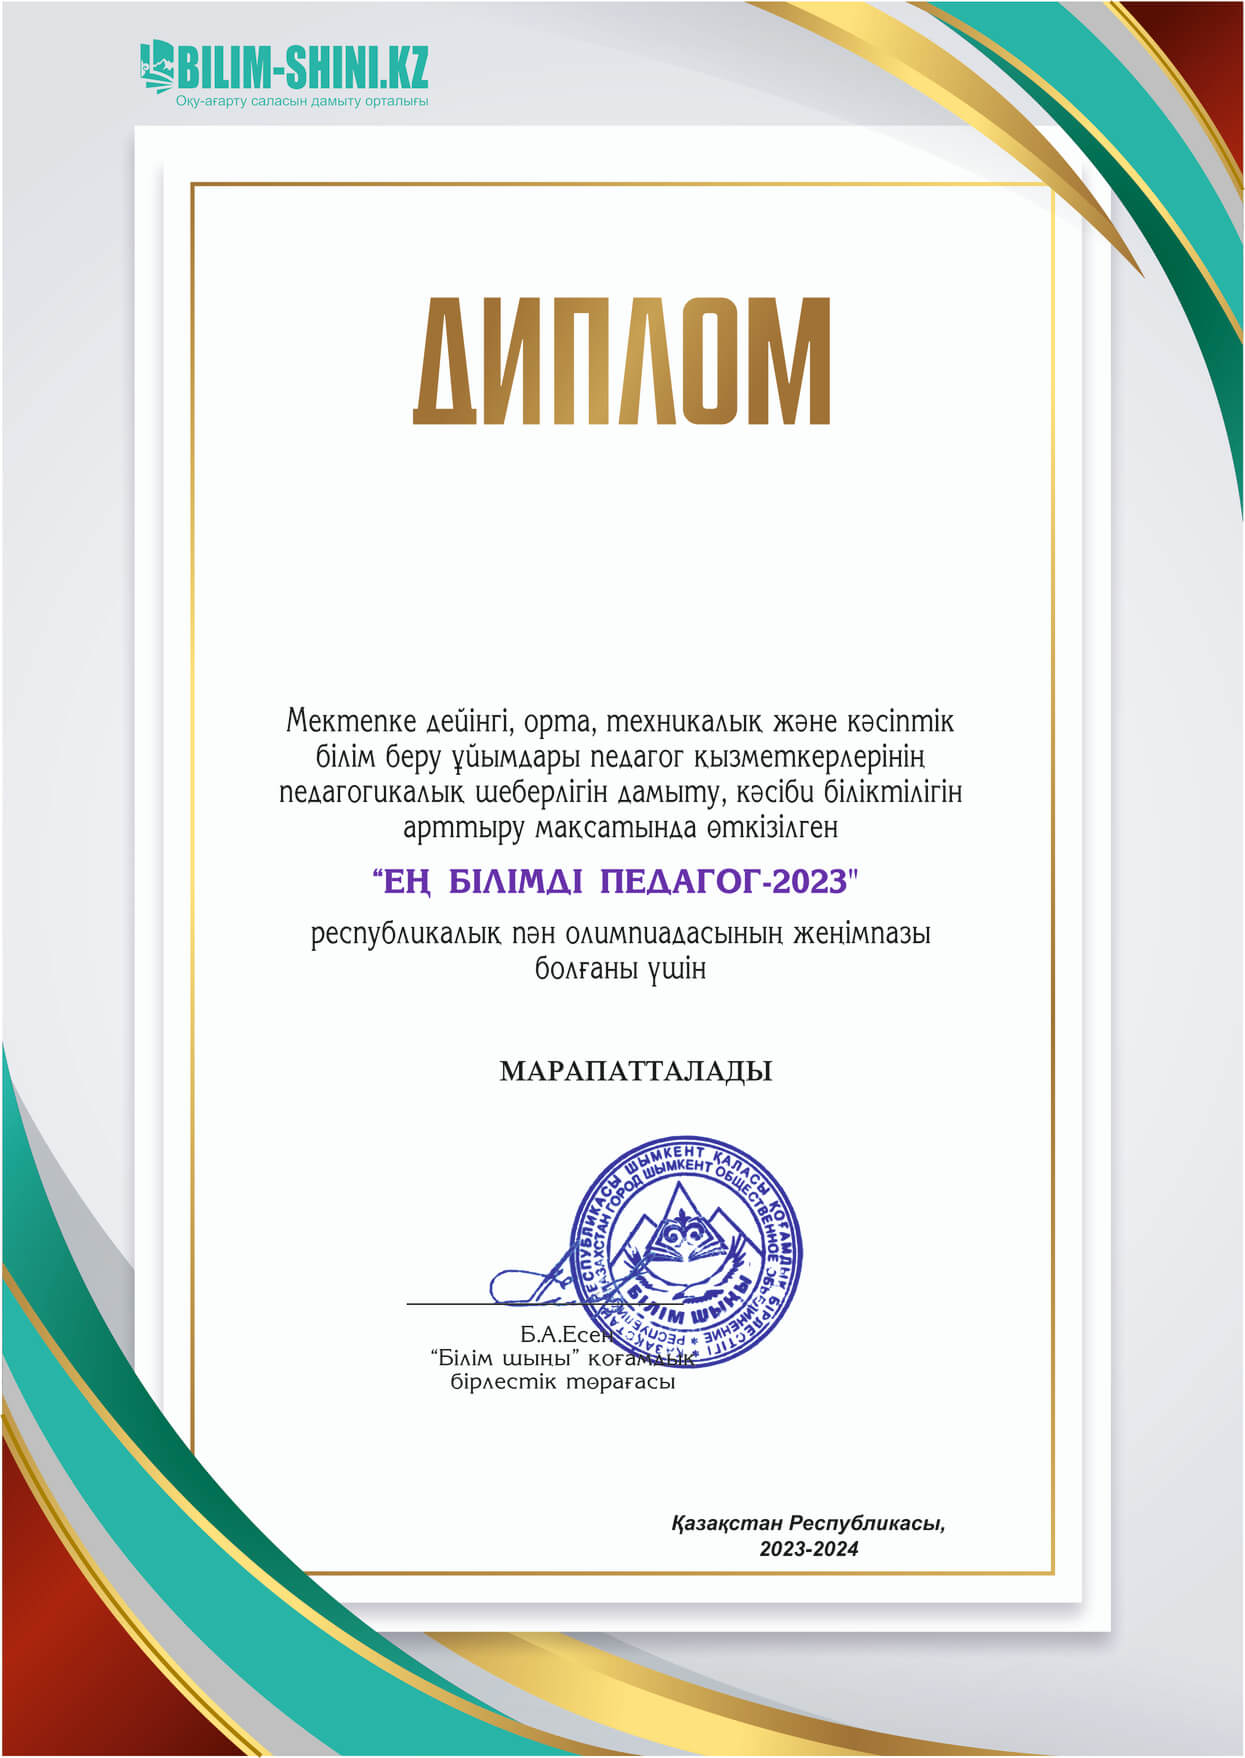 BILIM-SHINI.KZ
Оқу-ағарту саласын дамыту орталығы
ДИПЛОМ
Мектепке дейінгі, орта, техникалық және кәсіптік
білім беру ұйымдары педагог қызметкерлерінің
педагогикалық шеберлігін дамыту, кәсіби біліктілігін
арттыру мақсатында өткізілген
“ЕҢ БІЛІМДІ ПЕДАГОГ-2023"
республикалық пән олимпиадасының жеңімпазы
болғаны үшін
МАРАПАТТАЛАДЫ
ҚАЗАҚСТАН РЕСПУБЛИКАСЫ ШЫМКЕНТ ҚАЛАСЫ ҚОҒАМДЫҚ БІРЛЕСТІГІ *
РЕСПУБЛИКА КАЗАХСТАН ГОРОД ШЫМКЕНТ ОБЩЕСТВЕННОЕ ОБЪЕДИНЕНИЕ *
БІЛІМ ШЫҢЫ
Б.А.Есен
“Білім шыны” қоғамдық
бірлестік төрағасы
Қазақстан Республикасы,
2023-2024